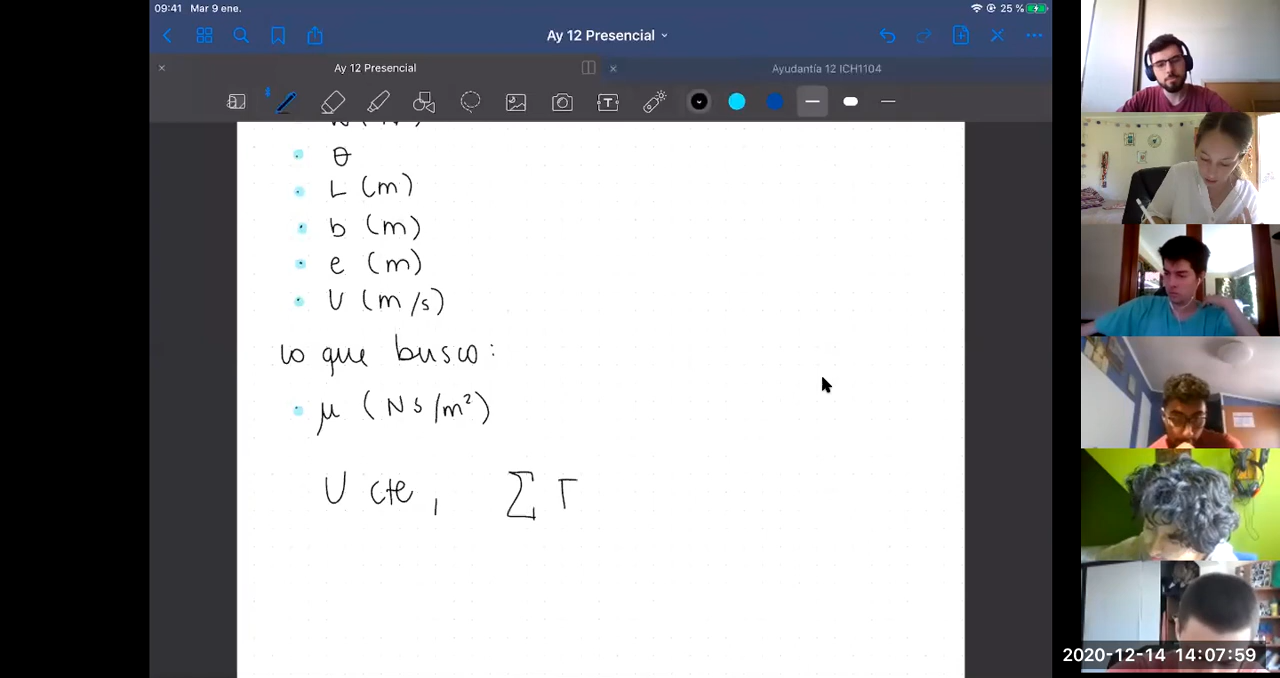 09:41 Mar 9 ene.
25 %
Ay 12 Presencial
Ay 12 Presencial
Ayudantía 12 ICH1104
θ
L (m)
b (m)
e (m)
U (m/s)
lo que busco:
μ (Ns/m²)
U cte, Σ Γ
2020-12-14 14:07:59